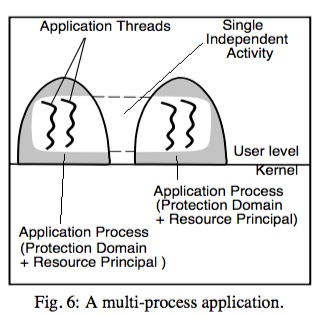 Application Threads
Single
Independent
Activity
User level
Kernel
Application Process
(Protection Domain
+ Resource Principal)
Application Process
(Protection Domain
+ Resource Principal )
Fig. 6: A multi-process application.